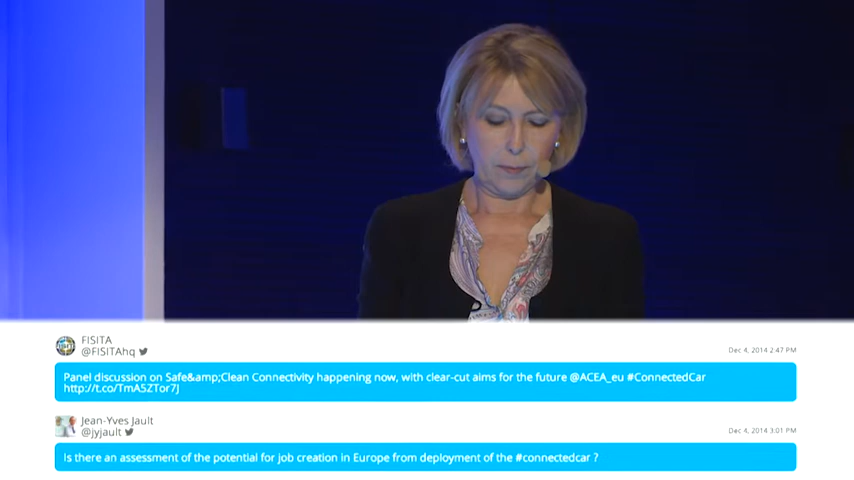 FISITA
@FISITAhq
Dec 4, 2014 2:47 PM
Panel discussion on Safe&amp;Clean Connectivity happening now, with clear-cut aims for the future @ACEA_eu #ConnectedCar
http://t.co/TmA5ZTor7J
Jean-Yves Jault
@jyjault
Dec 4, 2014 3:01 PM
Is there an assessment of the potential for job creation in Europe from deployment of the #connectedcar ?